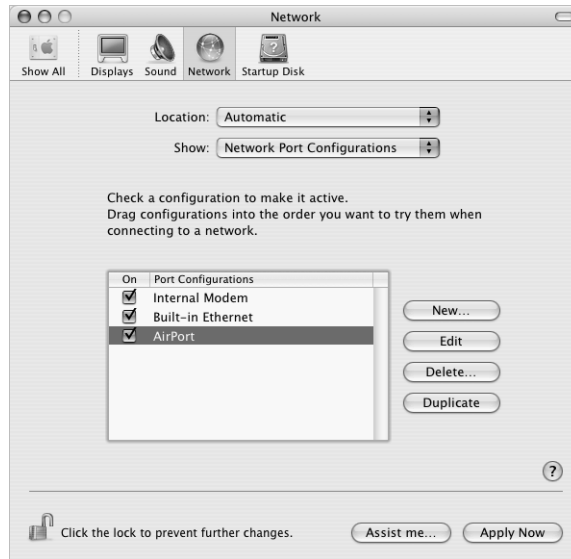 Network
Show All Displays Sound Network Startup Disk
Location: Automatic
Show: Network Port Configurations
Check a configuration to make it active.
Drag configurations into the order you want to try them when
connecting to a network.
On Port Configurations
Internal Modem
Built-in Ethernet
AirPort
New...
Edit
Delete...
Duplicate
?
Click the lock to prevent further changes. Assist me... Apply Now